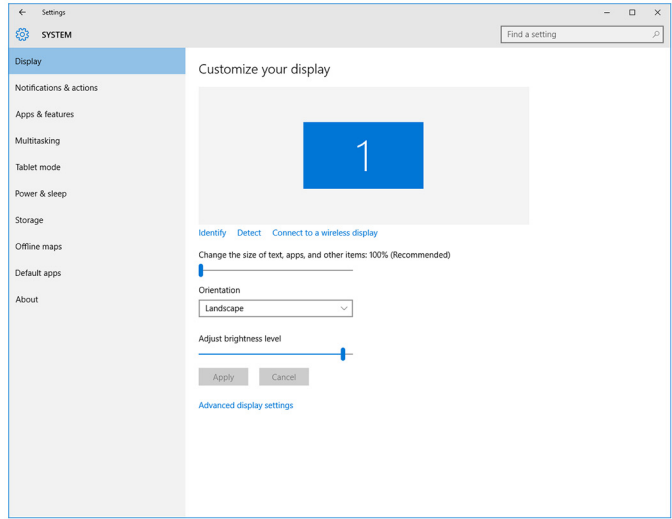 Settings
SYSTEM
Find a setting
Display
Notifications & actions
Apps & features
Multitasking
Tablet mode
Power & sleep
Storage
Offline maps
Default apps
About
Customize your display
1
Identify Detect Connect to a wireless display
Change the size of text, apps, and other items: 100% (Recommended)
Orientation
Landscape
Adjust brightness level
Apply Cancel
Advanced display settings